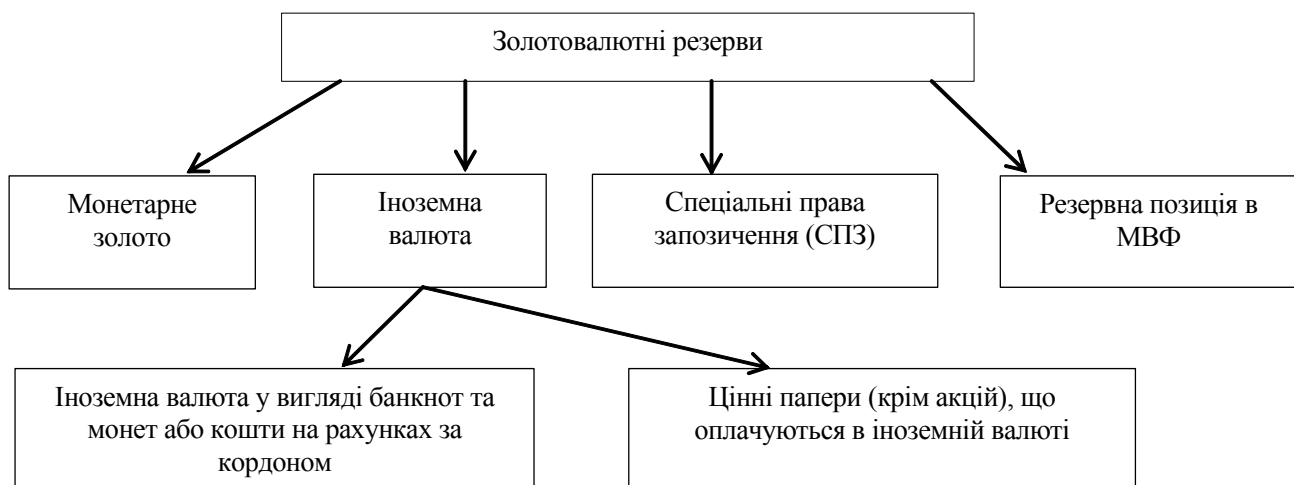 Золотовалютні резерви
Монетарне
золото
Іноземна
валюта
Спеціальні права
запозичення (СПЗ)
Резервна позиція в
МВФ
Іноземна валюта у вигляді банкнот та
монет або кошти на рахунках за
кордоном
Цінні папери (крім акцій), що
оплачуються в іноземній валюті